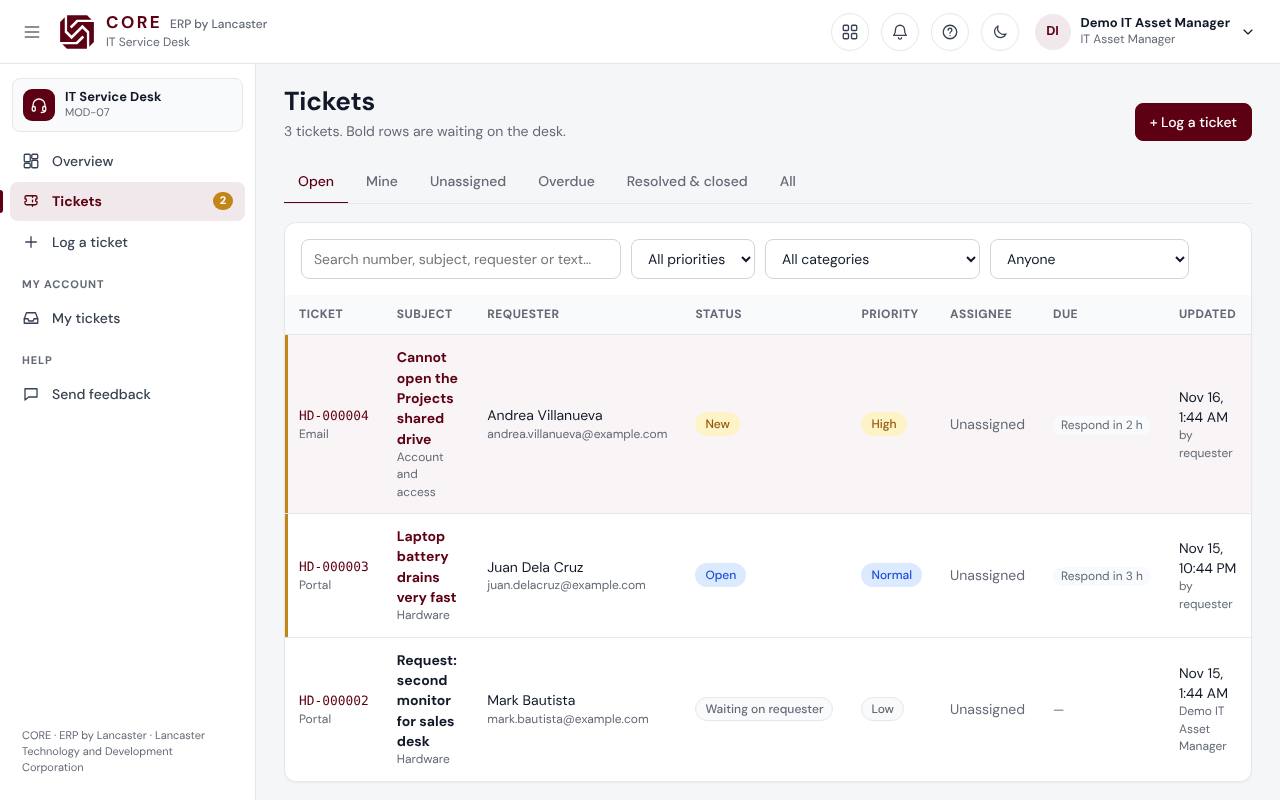 CORE ERP by Lancaster
IT Service Desk
DI
Demo IT Asset Manager
IT Asset Manager
IT Service Desk
MOD-07
Overview
Tickets 2
Log a ticket
MY ACCOUNT
My tickets
HELP
Send feedback
CORE · ERP by Lancaster · Lancaster
Technology and Development
Corporation
Tickets
3 tickets. Bold rows are waiting on the desk.
+ Log a ticket
Open Mine Unassigned Overdue Resolved & closed All
Search number, subject, requester or text... All priorities All categories Anyone
TICKET SUBJECT REQUESTER STATUS PRIORITY ASSIGNEE DUE UPDATED
HD-000004
Email
Cannot
open the
Projects
shared
drive
Account
and
access
Andrea Villanueva
andrea.villanueva@example.com
New
High
Unassigned
Respond in 2 h
Nov 16,
1:44 AM
by
requester
HD-000003
Portal
Laptop
battery
drains
very fast
Hardware
Juan Dela Cruz
juan.delacruz@example.com
Open
Normal
Unassigned
Respond in 3 h
Nov 15,
10:44 PM
by
requester
HD-000002
Portal
Request:
second
monitor
for sales
desk
Hardware
Mark Bautista
mark.bautista@example.com
Waiting on requester
Low
Unassigned
—
Nov 15,
1:44 AM
Demo IT
Asset
Manager